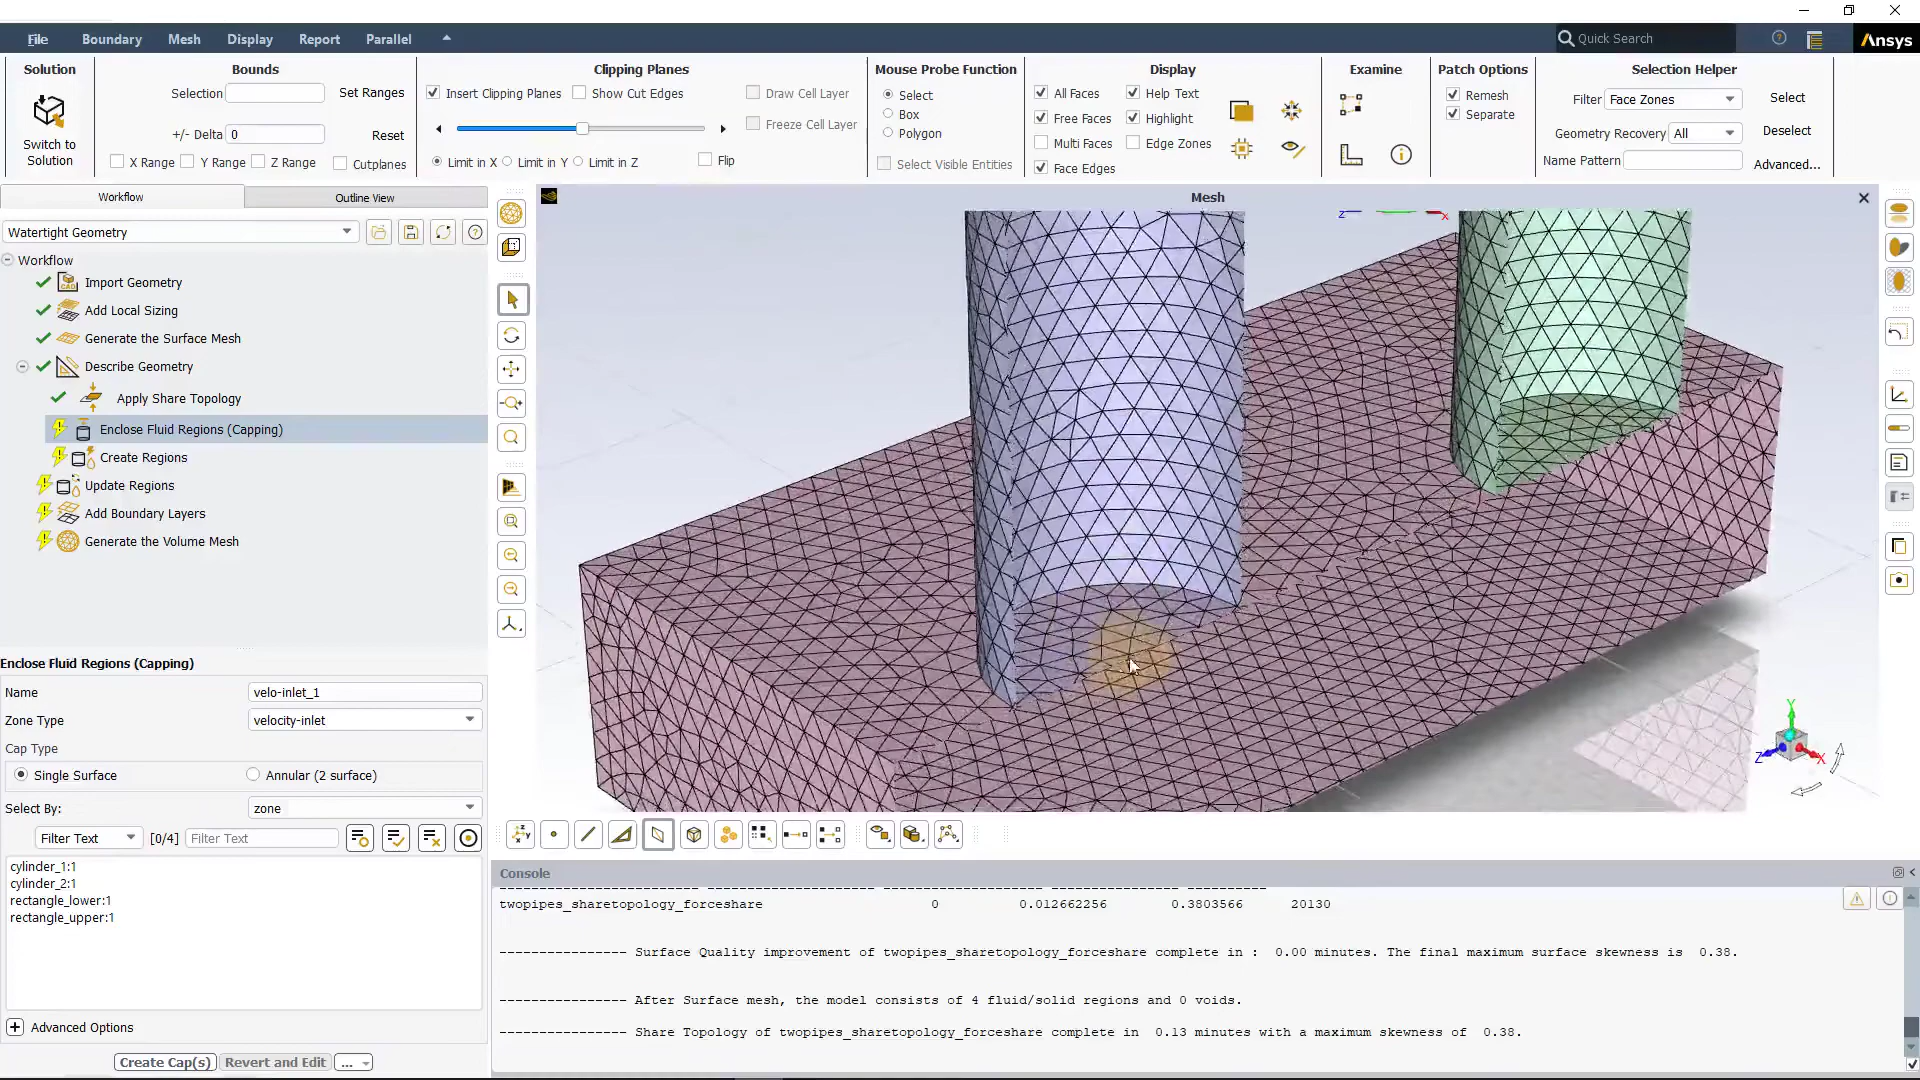 File
Boundary
Mesh
Display
Report
Parallel
Quick Search
Ansys
Solution
Switch to
Solution
Bounds
Selection
Set Ranges
+/- Delta 0
Reset
X Range
Y Range
Z Range
Cutplanes
Clipping Planes
Insert Clipping Planes
Show Cut Edges
Draw Cell Layer
Freeze Cell Layer
Limit in X
Limit in Y
Limit in Z
Flip
Mouse Probe Function
Select
Box
Polygon
Select Visible Entities
Display
All Faces
Help Text
Free Faces
Highlight
Multi Faces
Edge Zones
Face Edges
Examine
Patch Options
Remesh
Separate
Selection Helper
Filter Face Zones
Select
Geometry Recovery All
Deselect
Name Pattern
Advanced...
Workflow
Outline View
Watertight Geometry
Workflow
Import Geometry
Add Local Sizing
Generate the Surface Mesh
Describe Geometry
Apply Share Topology
Enclose Fluid Regions (Capping)
Create Regions
Update Regions
Add Boundary Layers
Generate the Volume Mesh
Enclose Fluid Regions (Capping)
Name velo-inlet_1
Zone Type velocity-inlet
Cap Type
Single Surface
Annular (2 surface)
Select By: zone
Filter Text [0/4] Filter Text
cylinder_1:1
cylinder_2:1
rectangle_lower:1
rectangle_upper:1
Advanced Options
Create Cap(s)
Revert and Edit
...
Mesh
Z
X
Y
Z
X
Console
-------------------- -------------------- -------------------- --------------- ----------
twopipes_sharetopology_forceshare 0 0.012662256 0.3803566 20130
---------------- Surface Quality improvement of twopipes_sharetopology_forceshare complete in : 0.00 minutes. The final maximum surface skewness is 0.38.
---------------- After Surface mesh, the model consists of 4 fluid/solid regions and 0 voids.
---------------- Share Topology of twopipes_sharetopology_forceshare complete in 0.13 minutes with a maximum skewness of 0.38.